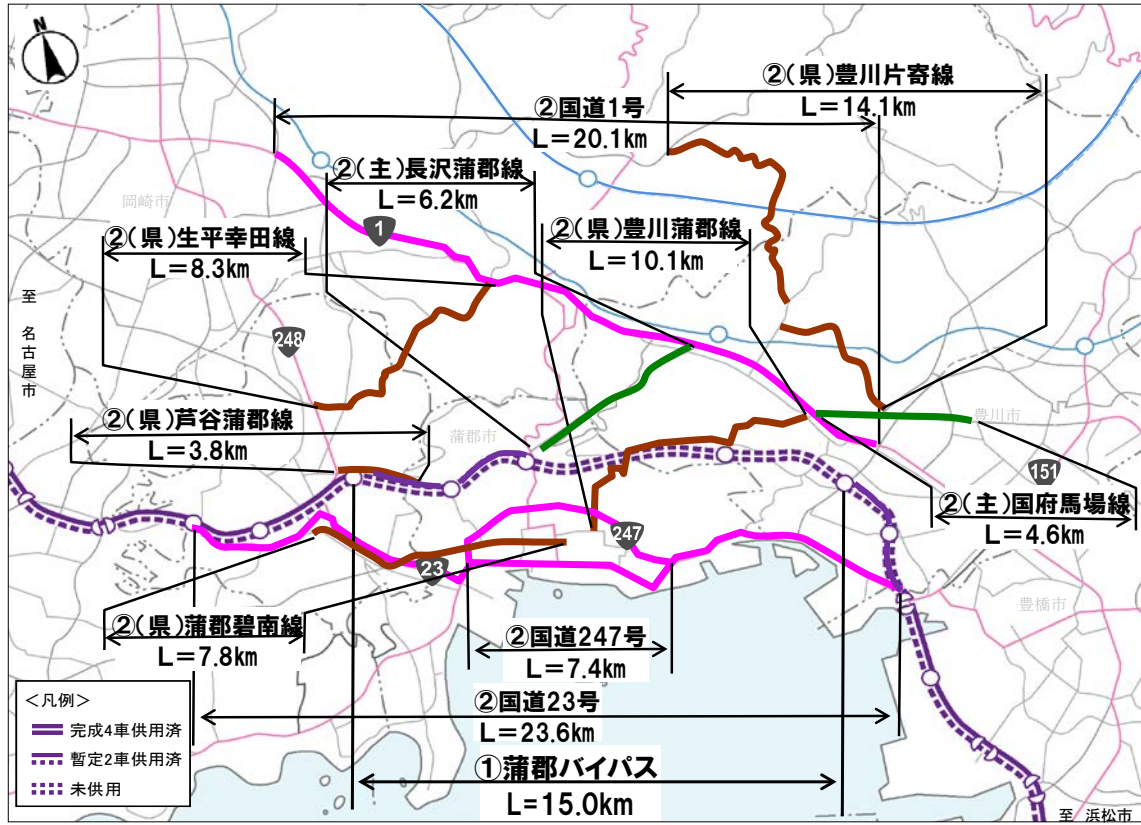 N
②(県)豊川片寄線
L=14.1km
②国道1号
L=20.1km
②(主)長沢蒲郡線
L=6.2km
岡崎市
1
②(県)豊川蒲郡線
L=10.1km
②(県)生平幸田線
L=8.3km
至 名古屋市
248
②(県)芦谷蒲郡線
L=3.8km
蒲郡市
豊川市
151
②(主)国府馬場線
L=4.6km
247
23
豊橋市
②(県)蒲郡碧南線
L=7.8km
②国道247号
L=7.4km
②国道23号
L=23.6km
①蒲郡バイパス
L=15.0km
<凡例>
完成4車供用済
暫定2車供用済
未供用
至 浜松市